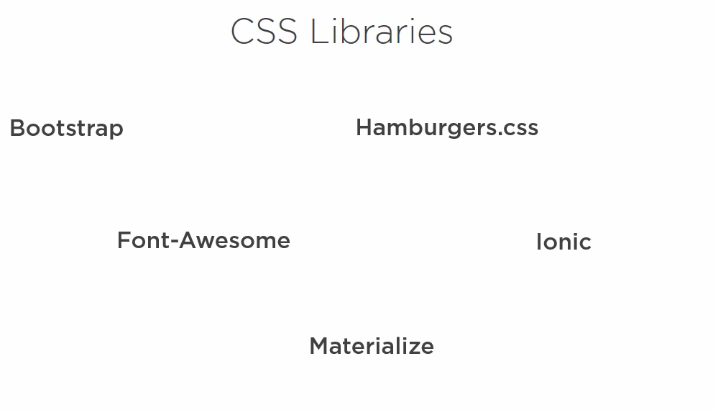 CSS Libraries
Bootstrap
Hamburgers.css
Font-Awesome
Ionic
Materialize